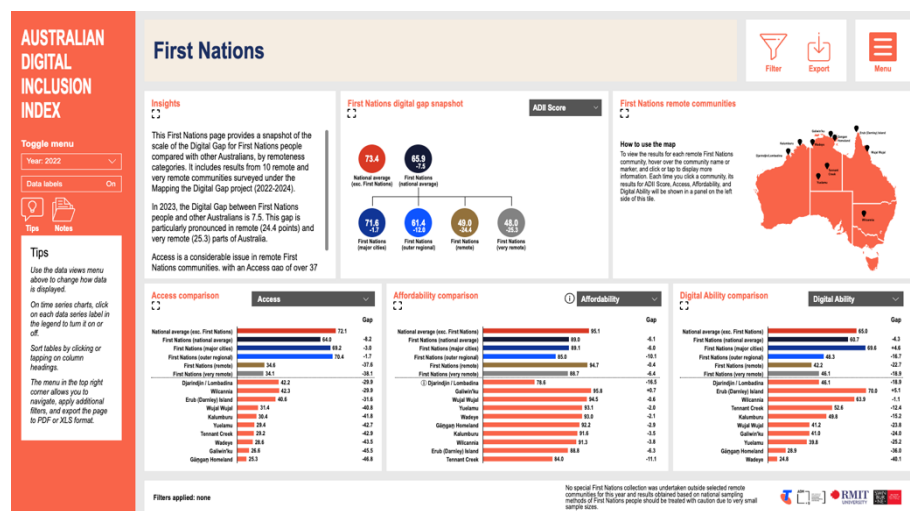 AUSTRALIAN
DIGITAL
INCLUSION
INDEX
Toggle menu
Year: 2022
Data labels On
Tips Notes
Tips
Use the data views menu
above to change how data
is displayed.
On time series charts, click
on each data series label in
the legend to turn it on or
off.
Sort tables by clicking or
tapping on column
headings.
The menu in the top right
corner allows you to
navigate, apply additional
filters, and export the page
to PDF or XLS format.
First Nations
Filter Export Menu
Insights
This First Nations page provides a snapshot of the
scale of the Digital Gap for First Nations people
compared with other Australians, by remoteness
categories. It includes results from 10 remote and
very remote communities surveyed under the
Mapping the Digital Gap project (2022-2024).
In 2023, the Digital Gap between First Nations
people and other Australians is 7.5. This gap is
particularly pronounced in remote (24.4 points) and
very remote (25.3) parts of Australia.
Access is a considerable issue in remote First
Nations communities, with an Access gap of over 37
First Nations digital gap snapshot
ADII Score
73.4
National average
(exc. First Nations)
65.9
-7.5
First Nations
(national average)
71.6
-1.7
First Nations
(major cities)
61.4
-12.0
First Nations
(outer regional)
49.0
-24.4
First Nations
(remote)
48.0
-25.3
First Nations
(very remote)
First Nations remote communities
How to use the map
To view the results for each remote First Nations
community, hover over the community name or
marker, and click or tap to display more
information. Each time you click a community, its
results for ADII Score, Access, Affordability, and
Digital Ability will be shown in a panel on the left
side of this tile.
Kalumburu
Galiwin'ku
Erub (Darnley) Island
Wujal Wujal
Djarindjin/Lombadina
Tennant
Creek
Yuelamu
Wilcannia
Access comparison
Access
Gap
National average (exc. First Nations) 72.1
First Nations (national average) 64.0 -8.2
First Nations (major cities) 69.2 -3.0
First Nations (outer regional) 70.4 -1.7
First Nations (remote) 34.6 -37.6
First Nations (very remote) 34.1 -38.1
Djarindjin / Lombadina 42.2 -29.9
Wilcannia 42.3 -29.9
Erub (Darnley) Island 40.6 -31.6
Wujal Wujal 31.4 -40.8
Kalumburu 30.4 -41.8
Yuelamu 29.4 -42.7
Tennant Creek 29.2 -42.9
Wadeye 28.6 -43.5
Galiwin'ku 26.6 -45.5
Gäṉgaṉ Homeland 25.3 -46.8
Affordability comparison
Affordability
Gap
National average (exc. First Nations) 95.1
First Nations (national average) 89.0 -6.1
First Nations (major cities) 89.1 -6.0
First Nations (outer regional) 85.0 -10.1
First Nations (remote) 94.7 -0.4
First Nations (very remote) 88.7 -6.4
Djarindjin / Lombadina 78.6 -16.5
Galiwin'ku 95.8 +0.7
Wujal Wujal 94.5 -0.6
Yuelamu 93.1 -2.0
Wadeye 93.0 -2.1
Gäṉgaṉ Homeland 92.2 -2.9
Kalumburu 91.6 -3.5
Wilcannia 91.3 -3.8
Erub (Darnley) Island 88.8 -6.3
Tennant Creek 84.0 -11.1
Digital Ability comparison
Digital Ability
Gap
National average (exc. First Nations) 65.0
First Nations (national average) 60.7 -4.3
First Nations (major cities) 69.6 +4.6
First Nations (outer regional) 48.3 -16.7
First Nations (remote) 42.2 -22.7
First Nations (very remote) 46.1 -18.9
Djarindjin / Lombadina 46.1 -18.9
Erub (Darnley) Island 70.0 +5.1
Wilcannia 63.9 -1.1
Tennant Creek 52.6 -12.4
Kalumburu 49.8 -15.2
Wujal Wujal 41.2 -23.8
Galiwin'ku 41.0 -24.0
Yuelamu 39.8 -25.2
Gäṉgaṉ Homeland 29.9 -36.0
Wadeye 24.8 -40.1
Filters applied: none
No special First Nations collection was undertaken outside selected remote
communities for this year and results obtained based on national sampling
methods of First Nations people should be treated with caution due to very small
sample sizes.
RMIT
UNIVERSITY